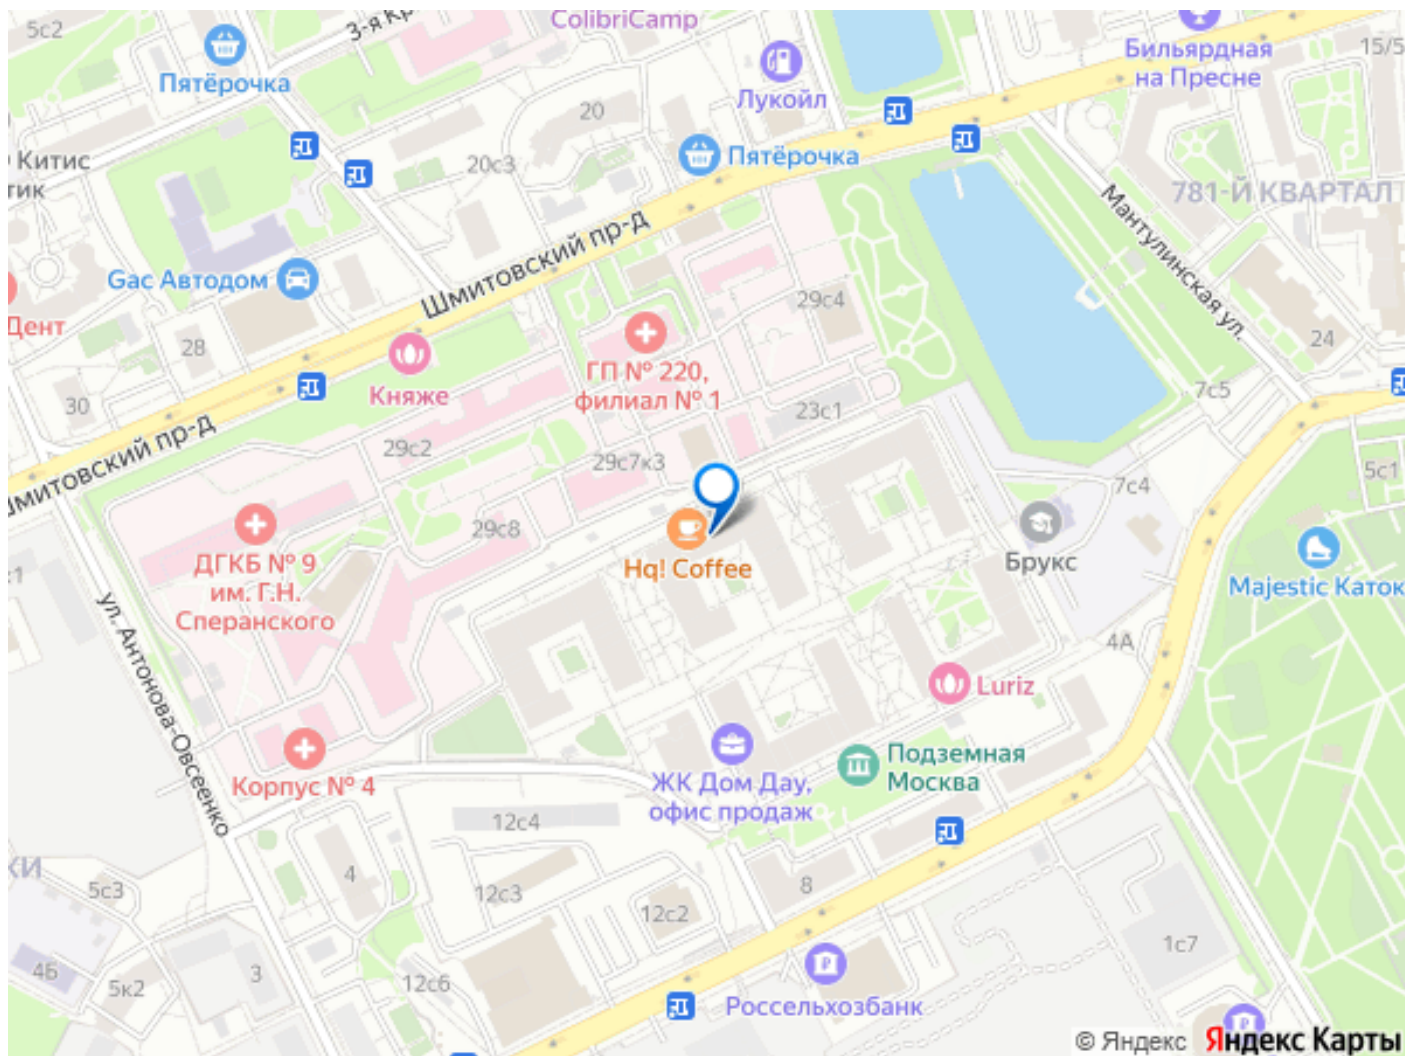 5с2
3-я Кр
ColibriCamp
Бильярдная
на Пресне
15/5
Пятёрочка
Лукойл
20
Китис
тик
20с3
Пятёрочка
781-Й КВАРТАЛ
Мантулинская ул.
Шмитовский пр-д
Gac Автодом
29с4
Дент
28
ГП № 220,
филиал № 1
24
Княже
30
23с1
7с5
Шмитовский пр-д
29с2
29с7к3
5с1
7с4
29с8
ДГКБ № 9
им. Г.Н.
Сперанского
Hq! Coffee
Брукс
Majestic Каток
ул. Антонова-Овсеенко
4А
Luriz
Корпус № 4
Подземная
Москва
ЖК Дом Дау,
офис продаж
12с4
КИ
5с3
4
12с3
8
12с2
1с7
4Б
3
5к2
12с6
Россельхозбанк
© Яндекс Яндекс Карты